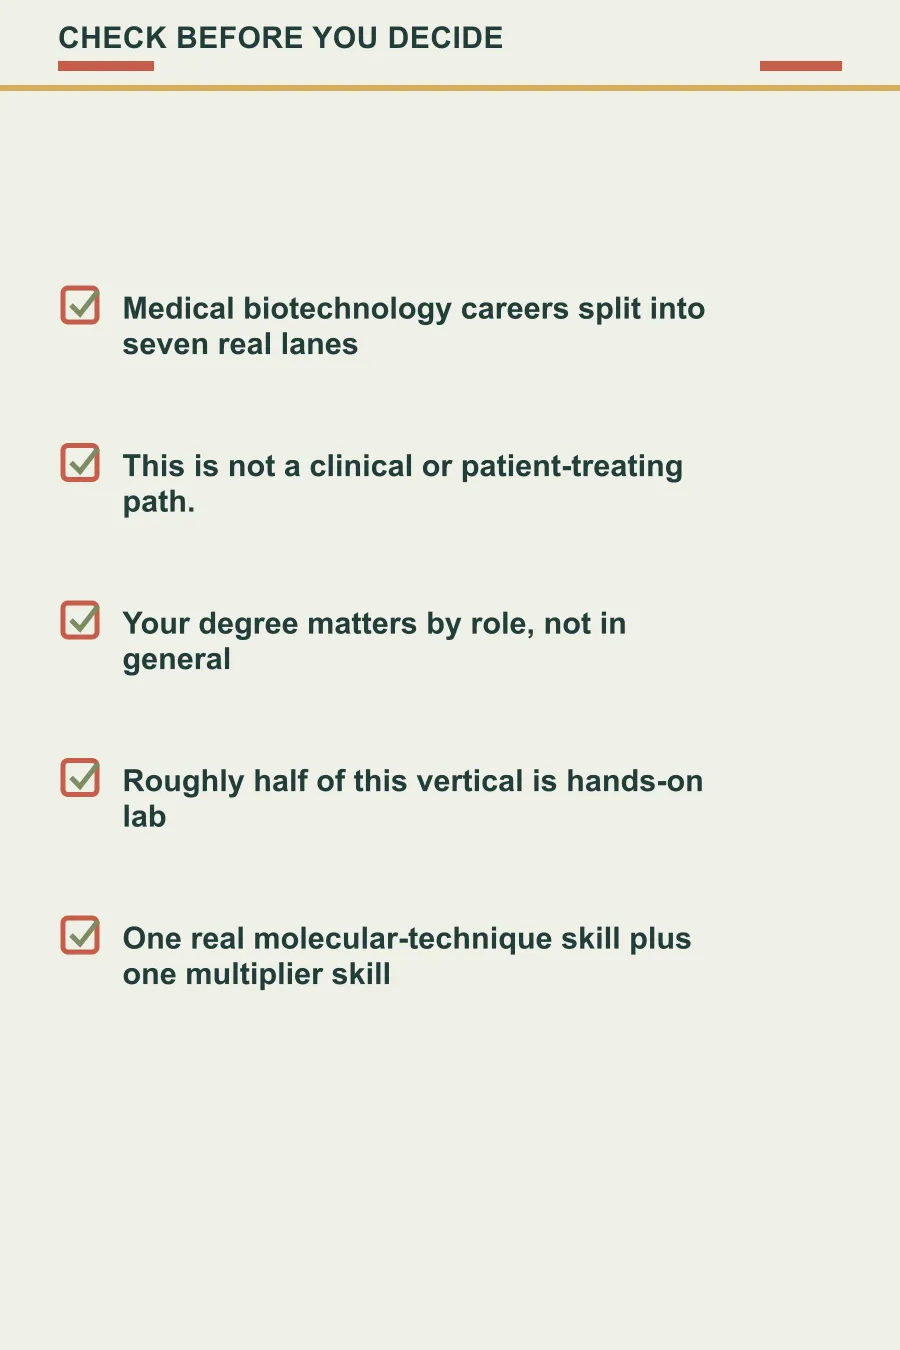 CHECK BEFORE YOU DECIDE
Medical biotechnology careers split into
seven real lanes
This is not a clinical or patient-treating
path.
Your degree matters by role, not in
general
Roughly half of this vertical is hands-on
lab
One real molecular-technique skill plus
one multiplier skill